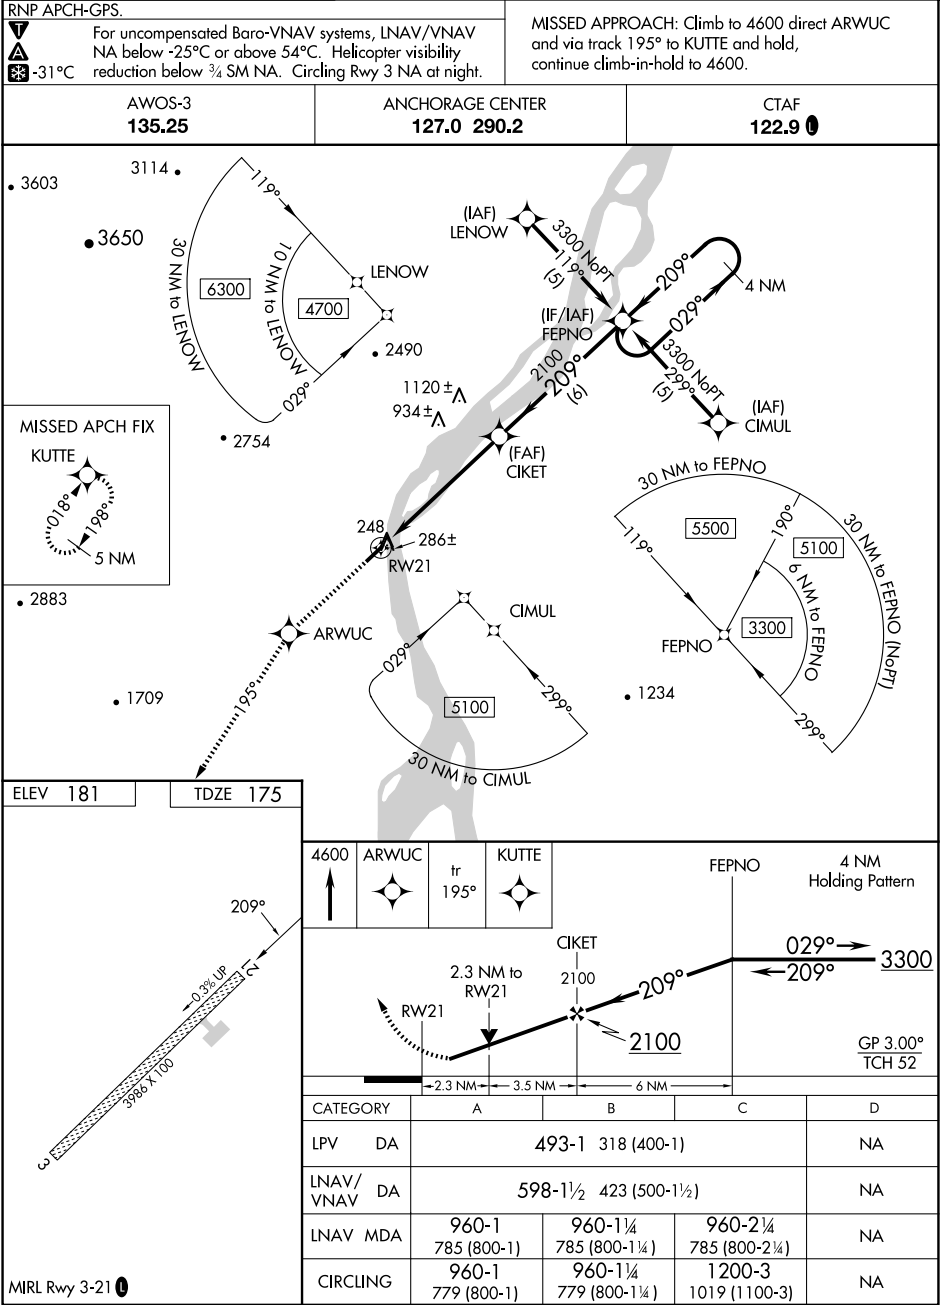 RNP APCH-GPS.
T
A
-31°C
For uncompensated Baro-VNAV systems, LNAV/VNAV
NA below -25°C or above 54°C. Helicopter visibility
reduction below ¾ SM NA. Circling Rwy 3 NA at night.
MISSED APPROACH: Climb to 4600 direct ARWUC
and via track 195° to KUTTE and hold,
continue climb-in-hold to 4600.
AWOS-3
135.25
ANCHORAGE CENTER
127.0 290.2
CTAF
122.9 L
3603
3114
3650
119°
30 NM to LENOW
6300
10 NM to LENOW
4700
LENOW
029°
2490
2754
1120 ±
934 ±
(IAF)
LENOW
3300 NoPT
119°
(5)
(IF/IAF)
FEPNO
209°
029°
4 NM
2100
209°
(6)
3300 NoPT
299°
(5)
(IAF)
CIMUL
(FAF)
CIKET
MISSED APCH FIX
KUTTE
018°
198°
5 NM
248
286±
RW21
30 NM to FEPNO
5500
119°
190°
5100
30 NM to FEPNO (NoPT)
6 NM to FEPNO
3300
FEPNO
299°
2883
ARWUC
195°
1709
CIMUL
029°
299°
5100
30 NM to CIMUL
1234
ELEV 181
TDZE 175
209°
21
0.3% UP
3986 X 100
3
MIRL Rwy 3-21 L
4600
ARWUC
tr
195°
KUTTE
FEPNO
4 NM
Holding Pattern
029°
209°
3300
CIKET
2100
209°
2.3 NM to
RW21
RW21
2100
GP 3.00°
TCH 52
2.3 NM
3.5 NM
6 NM
CATEGORY A B C D
LPV DA 493-1 318 (400-1) NA
LNAV/
VNAV DA 598-1½ 423 (500-1½) NA
LNAV MDA 960-1 960-1¼ 960-2¼ NA
785 (800-1) 785 (800-1¼) 785 (800-2¼)
CIRCLING 960-1 960-1¼ 1200-3 NA
779 (800-1) 779 (800-1¼) 1019 (1100-3)